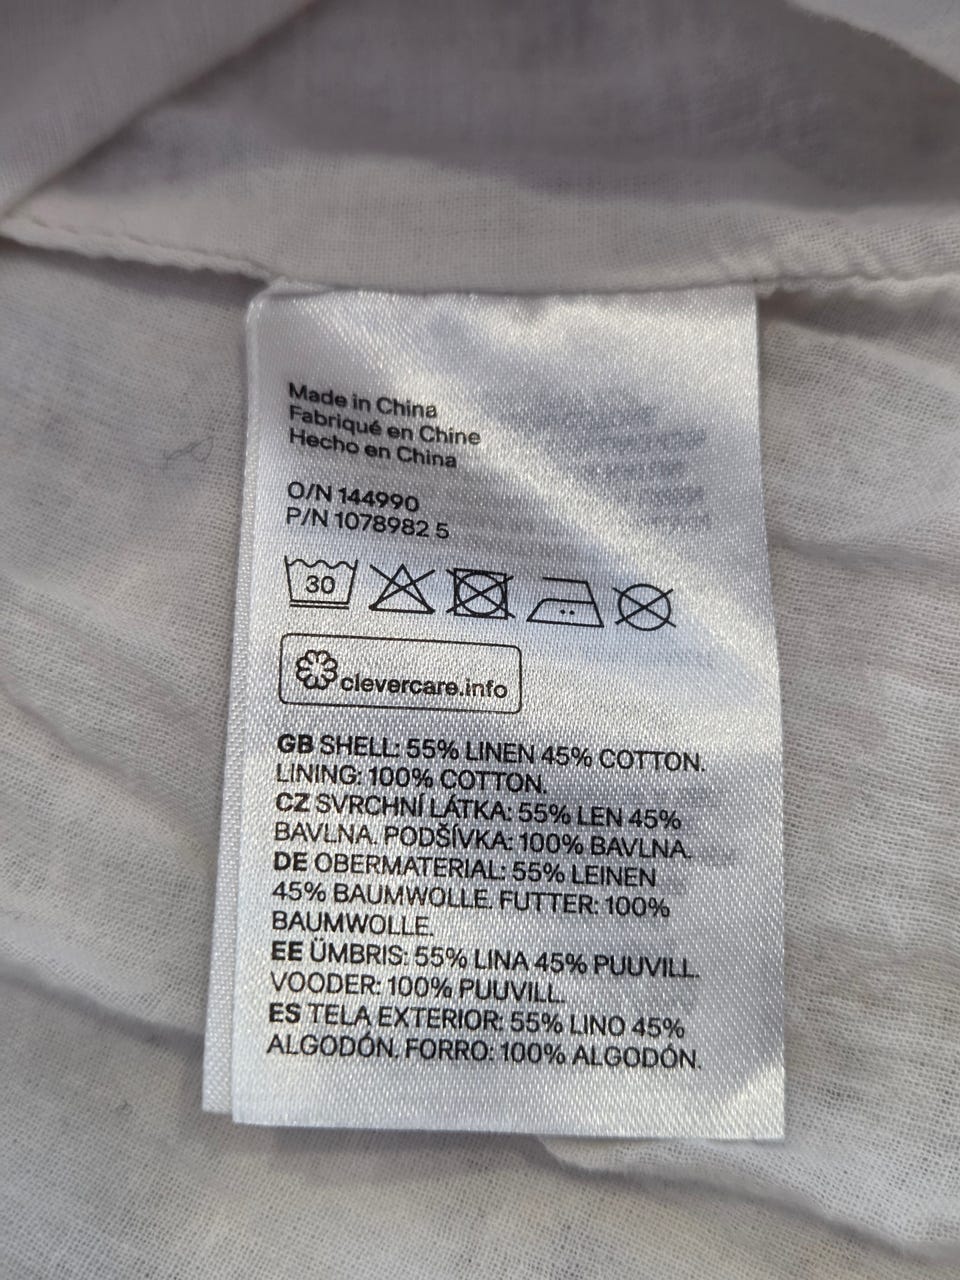 Made in China
Fabriqué en Chine
Hecho en China
O/N 144990
P/N 1078982 5
30
clevercare.info
GB SHELL: 55% LINEN 45% COTTON.
LINING: 100% COTTON.
CZ SVRCHNÍ LÁTKA: 55% LEN 45%
BAVLNA. PODŠÍVKA: 100% BAVLNA.
DE OBERMATERIAL: 55% LEINEN
45% BAUMWOLLE. FUTTER: 100%
BAUMWOLLE.
EE ÜMBRIS: 55% LINA 45% PUUVILL.
VOODER: 100% PUUVILL.
ES TELA EXTERIOR: 55% LINO 45%
ALGODÓN. FORRO: 100% ALGODÓN.